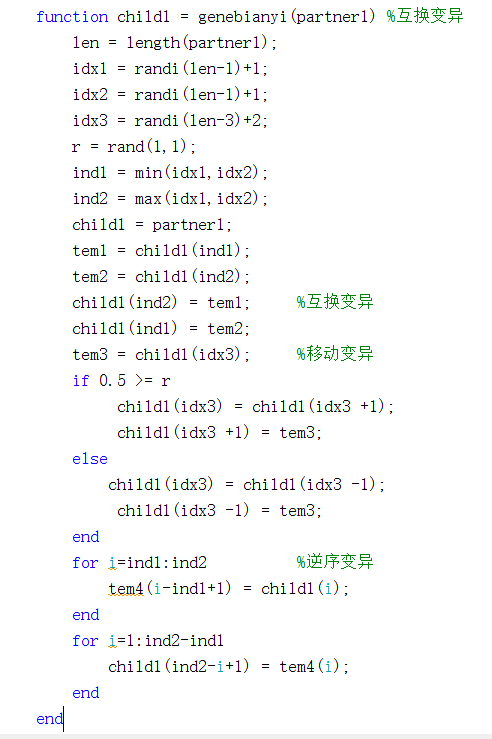 function child1 = genebianyi(partner1) %互换变异
len = length(partner1);
idx1 = randi(len-1)+1;
idx2 = randi(len-1)+1;
idx3 = randi(len-3)+2;
r = rand(1,1);
ind1 = min(idx1,idx2);
ind2 = max(idx1,idx2);
child1 = partner1;
tem1 = child1(ind1);
tem2 = child1(ind2);
child1(ind2) = tem1; %互换变异
child1(ind1) = tem2;
tem3 = child1(idx3); %移动变异
if 0.5 >= r
child1(idx3) = child1(idx3 +1);
child1(idx3 +1) = tem3;
else
child1(idx3) = child1(idx3 -1);
child1(idx3 -1) = tem3;
end
for i=ind1:ind2 %逆序变异
tem4(i-ind1+1) = child1(i);
end
for i=1:ind2-ind1
child1(ind2-i+1) = tem4(i);
end
end